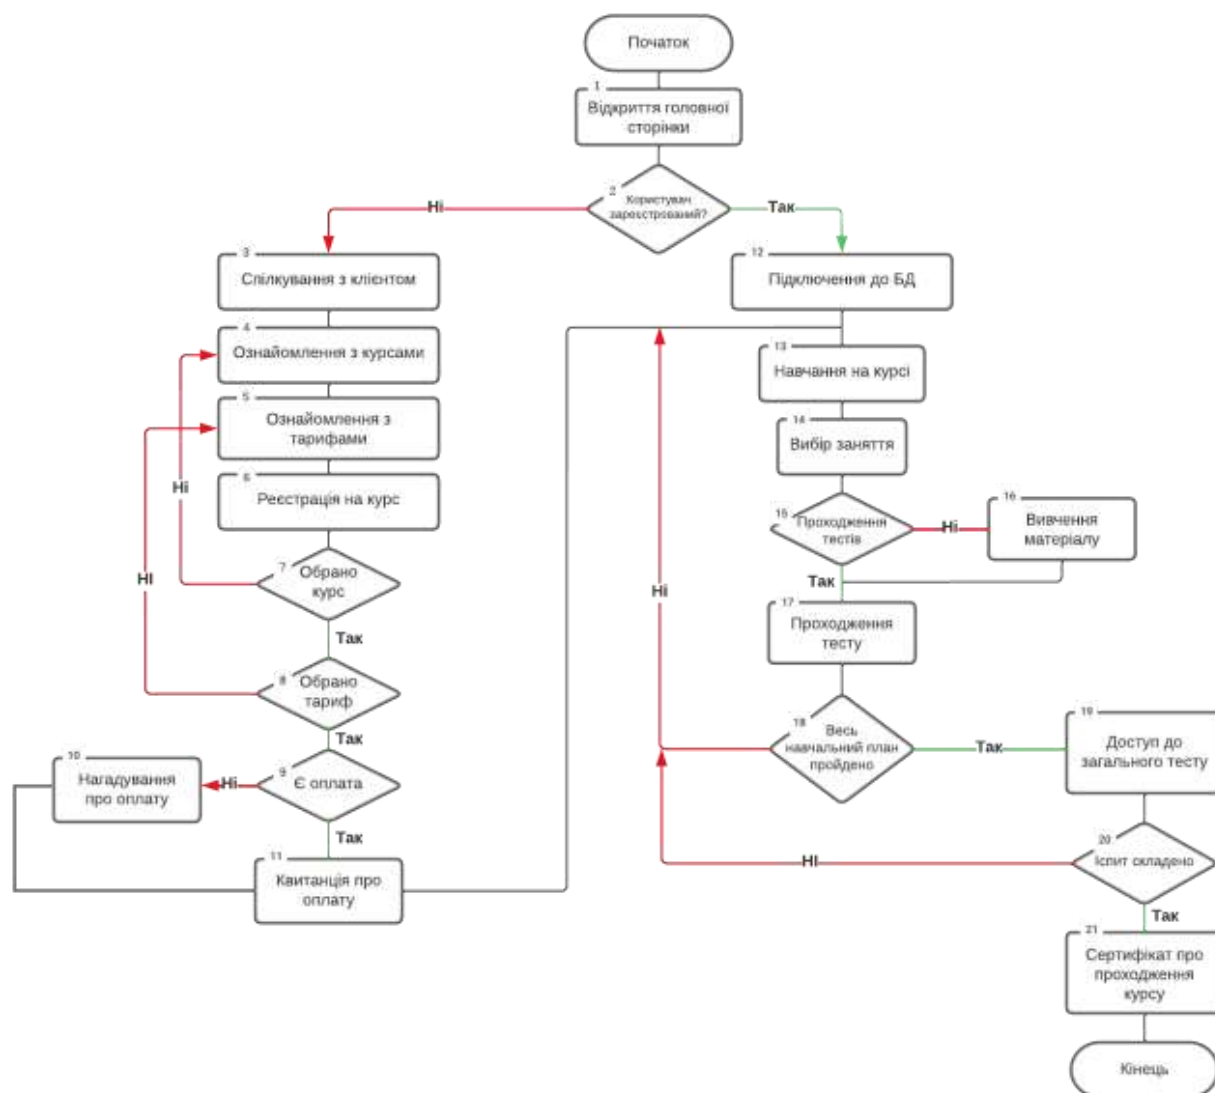 Початок
1
Відкриття головної
сторінки
2
Користувач
зареєстрований?
Ні
Так
3
Спілкування з клієнтом
4
Ознайомлення з курсами
5
Ознайомлення з
тарифами
6
Реєстрація на курс
Ні
7
Обрано
курс
НІ
Так
8
Обрано
тариф
Так
9
Є оплата
Ні
10
Нагадування
про оплату
Так
11
Квитанція про
оплату
12
Підключення до БД
13
Навчання на курсі
14
Вибір заняття
15
Проходження
тестів
Ні
16
Вивчення
матеріалу
Так
17
Проходження
тесту
Ні
18
Весь
навчальний план
пройдено
Так
19
Доступ до
загального тесту
20
Іспит складено
НІ
Так
21
Сертифікат про
проходження
курсу
Кінець